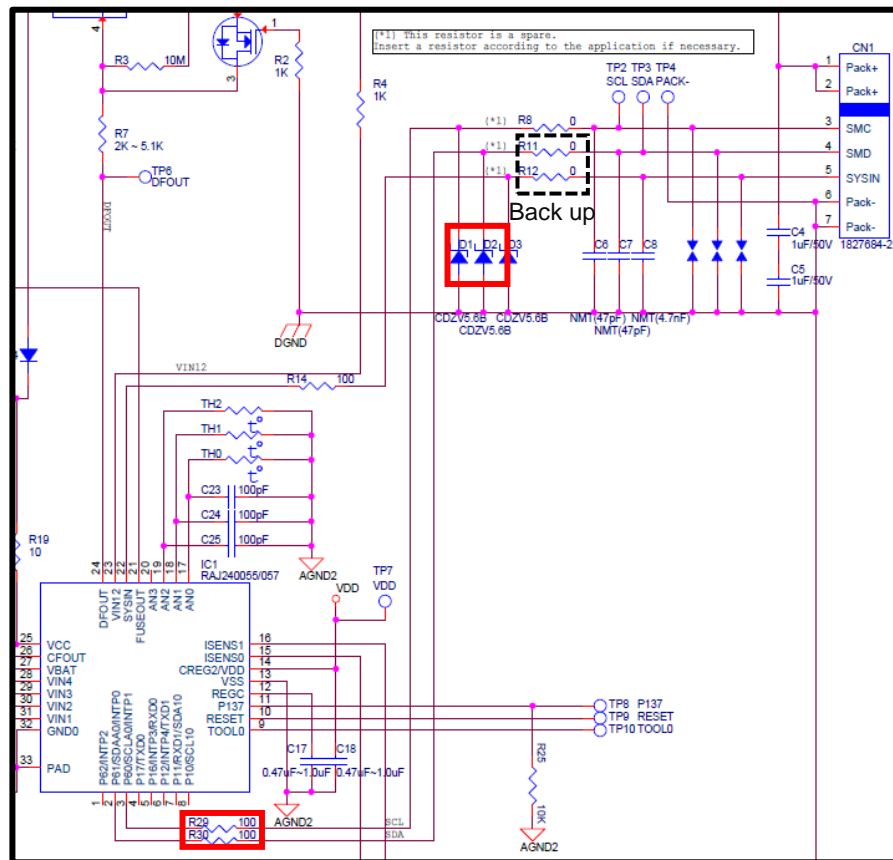 (*1) This resistor is a spare.
Insert a resistor according to the application if necessary.
4
1
3
R3 10M
R2
1K
R4
1K
R7
2K ~ 5.1K
TP6
DFOUT
DFOUT
TP2 TP3 TP4
SCL SDA PACK-
CN1
1 Pack+
2 Pack+
(*1) R8 0
3 SMC
(*1) R11 0
4 SMD
(*1) R12 0
5 SYSIN
6 Pack-
7 Pack-
1827684-2
Back up
D1 D2 D3
C6 C7 C8
C4
1uF/50V
C5
1uF/50V
CDZV5.6B CDZV5.6B
CDZV5.6B
NMT(47pF) NMT(4.7nF)
NMT(47pF)
DGND
VIN12
R14 100
TH2
t°
TH1
t°
TH0
t°
C23 100pF
C24 100pF
C25 100pF
AGND2
R19
10
IC1
RAJ240055/057
24 23 22 21 20 19 18 17
DFOUT VIN12 SYSIN FUSEOUT AN3 AN2 AN1 AN0
VDD
TP7
VDD
25 VCC
26 CFOUT
27 VBAT
28 VIN4
29 VIN3
30 VIN2
31 VIN1
32 GND0
33 PAD
ISENS1 16
ISENS0 15
CREG2/VDD 14
VSS 13
REGC 12
P137 11
RESET 10
TOOL0 9
P62/INTP2 P61/SDAA0/INTP0 P60/SCLA0/INTP1 P17/TXD0 P16/INTP3/RXD0 P12/INTP4/TXD1 P11/RXD1/SDA10 P10/SCL10
1 2 3 4 5 6 7 8
TP8 P137
TP9 RESET
TP10 TOOL0
C17 C18
0.47uF~1.0uF 0.47uF~1.0uF
AGND2
R25
10K
AGND2
R29 100 SCL
R30 100 SDA